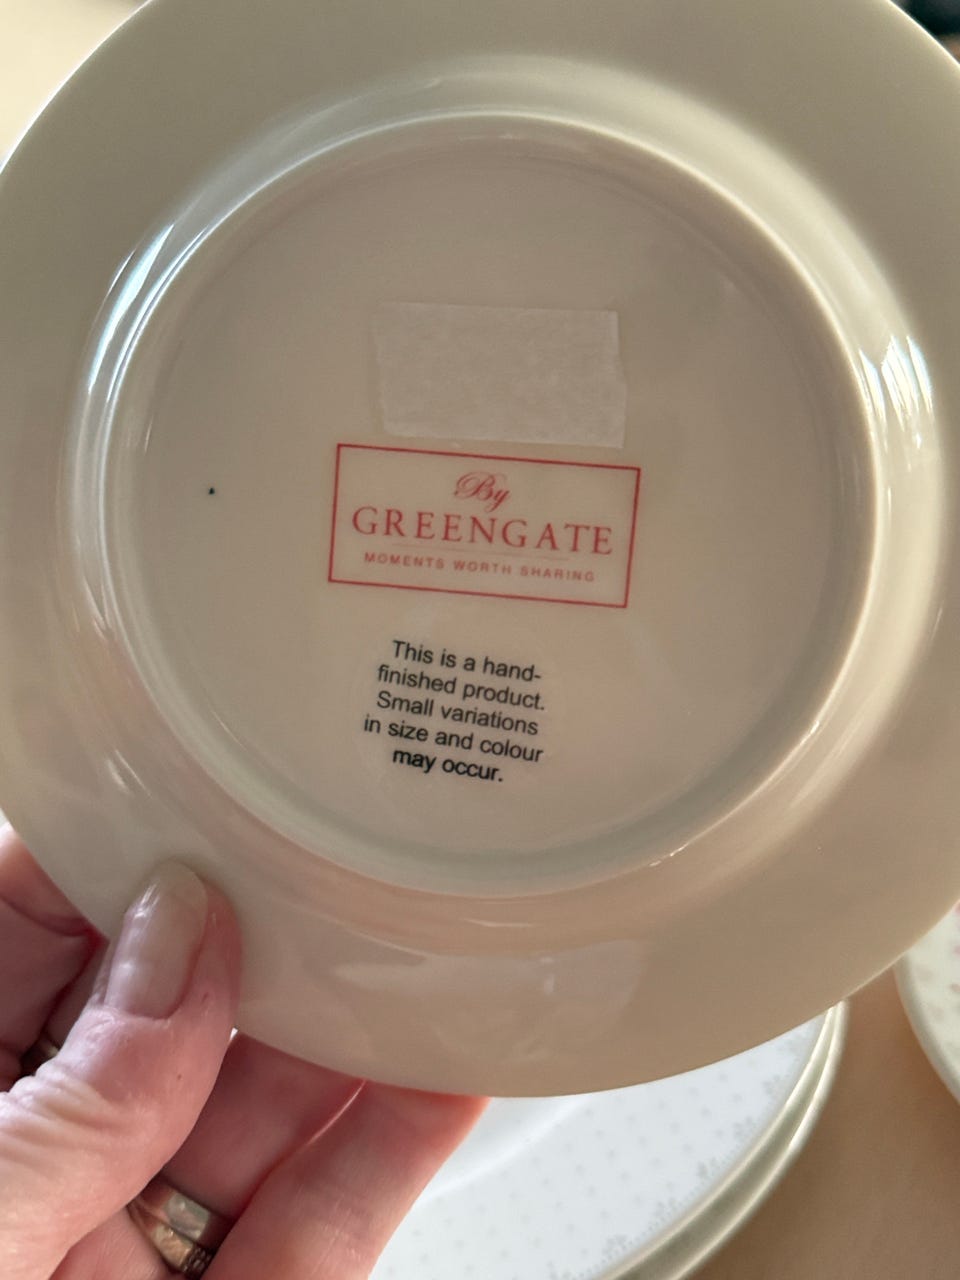 By
GREENGATE
MOMENTS WORTH SHARING
This is a hand-
finished product.
Small variations
in size and colour
may occur.